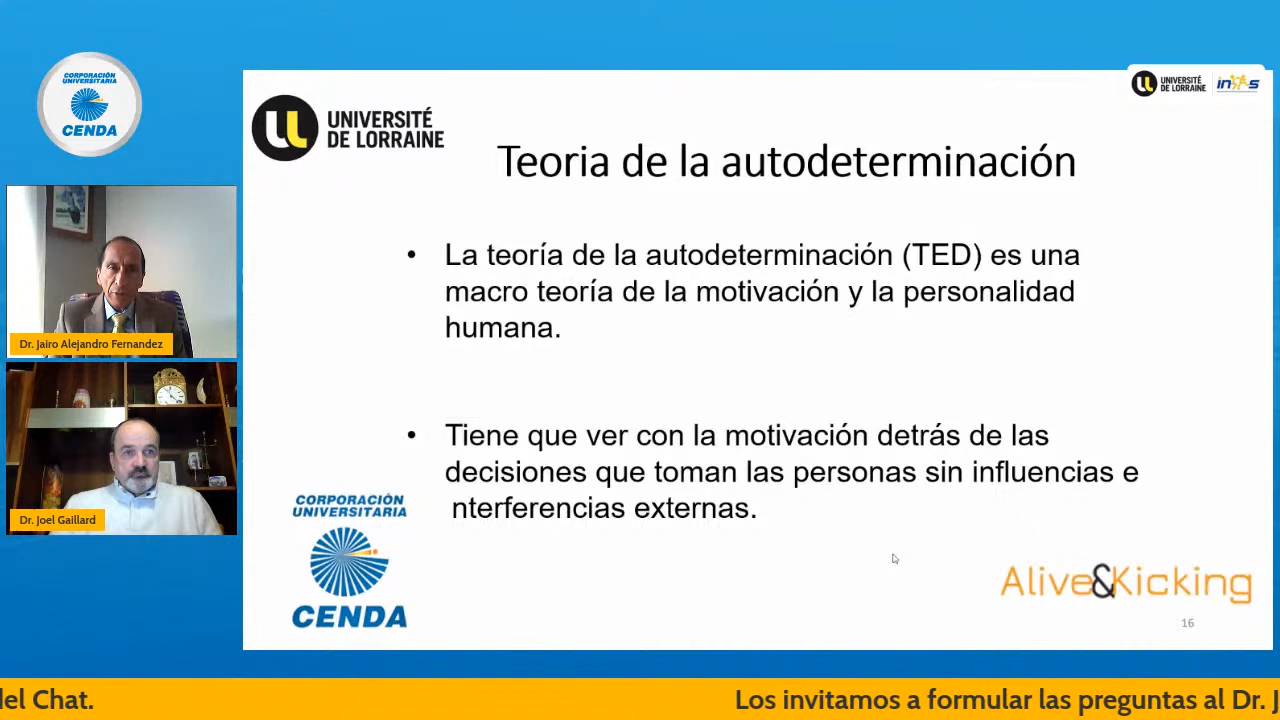 CORPORACIÓN
UNIVERSITARIA
CENDA
UNIVERSITÉ
DE LORRAINE
UNIVERSITÉ
DE LORRAINE
Teoria de la autodeterminación
• La teoría de la autodeterminación (TED) es una
macro teoría de la motivación y la personalidad
humana.
• Tiene que ver con la motivación detrás de las
decisiones que toman las personas sin influencias e
nterferencias externas.
Dr. Jairo Alejandro Fernandez
Dr. Joel Gaillard
CORPORACIÓN
UNIVERSITARIA
CENDA
Alive&Kicking
16
del Chat.
Los invitamos a formular las preguntas al Dr. J